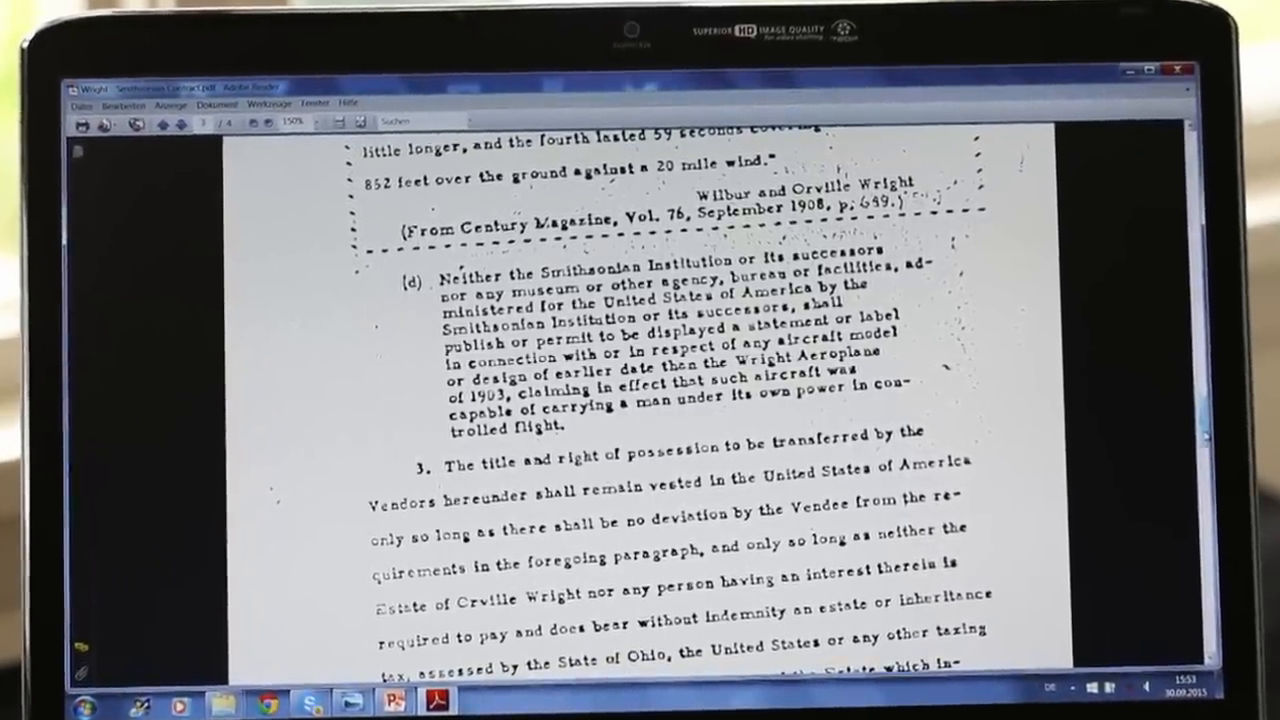 SUPERIOR HD IMAGE QUALITY
Wright - Smithsonian Contract.pdf - Adobe Reader
Datei Bearbeiten Anzeige Dokument Werkzeuge Fenster Hilfe
3 / 4 150% Suchen
little longer, and the fourth lasted 59 seconds covering
852 feet over the ground against a 20 mile wind."
Wilbur and Orville Wright
(From Century Magazine, Vol. 76, September 1908, p. 649.)
(d) Neither the Smithsonian Institution or its successors
nor any museum or other agency, bureau or facilities, ad-
ministered for the United States of America by the
Smithsonian Institution or its successors, shall
publish or permit to be displayed a statement or label
in connection with or in respect of any aircraft model
or design of earlier date than the Wright Aeroplane
of 1903, claiming in effect that such aircraft was
capable of carrying a man under its own power in con-
trolled flight.
3. The title and right of possession to be transferred by the
Vendors hereunder shall remain vested in the United States of America
only so long as there shall be no deviation by the Vendee from the re-
quirements in the foregoing paragraph, and only so long as neither the
Estate of Orville Wright nor any person having an interest therein is
required to pay and does bear without indemnity an estate or inheritance
tax, assessed by the State of Ohio, the United States or any other taxing
the Estate which in-
DE
15:53
30.09.2015